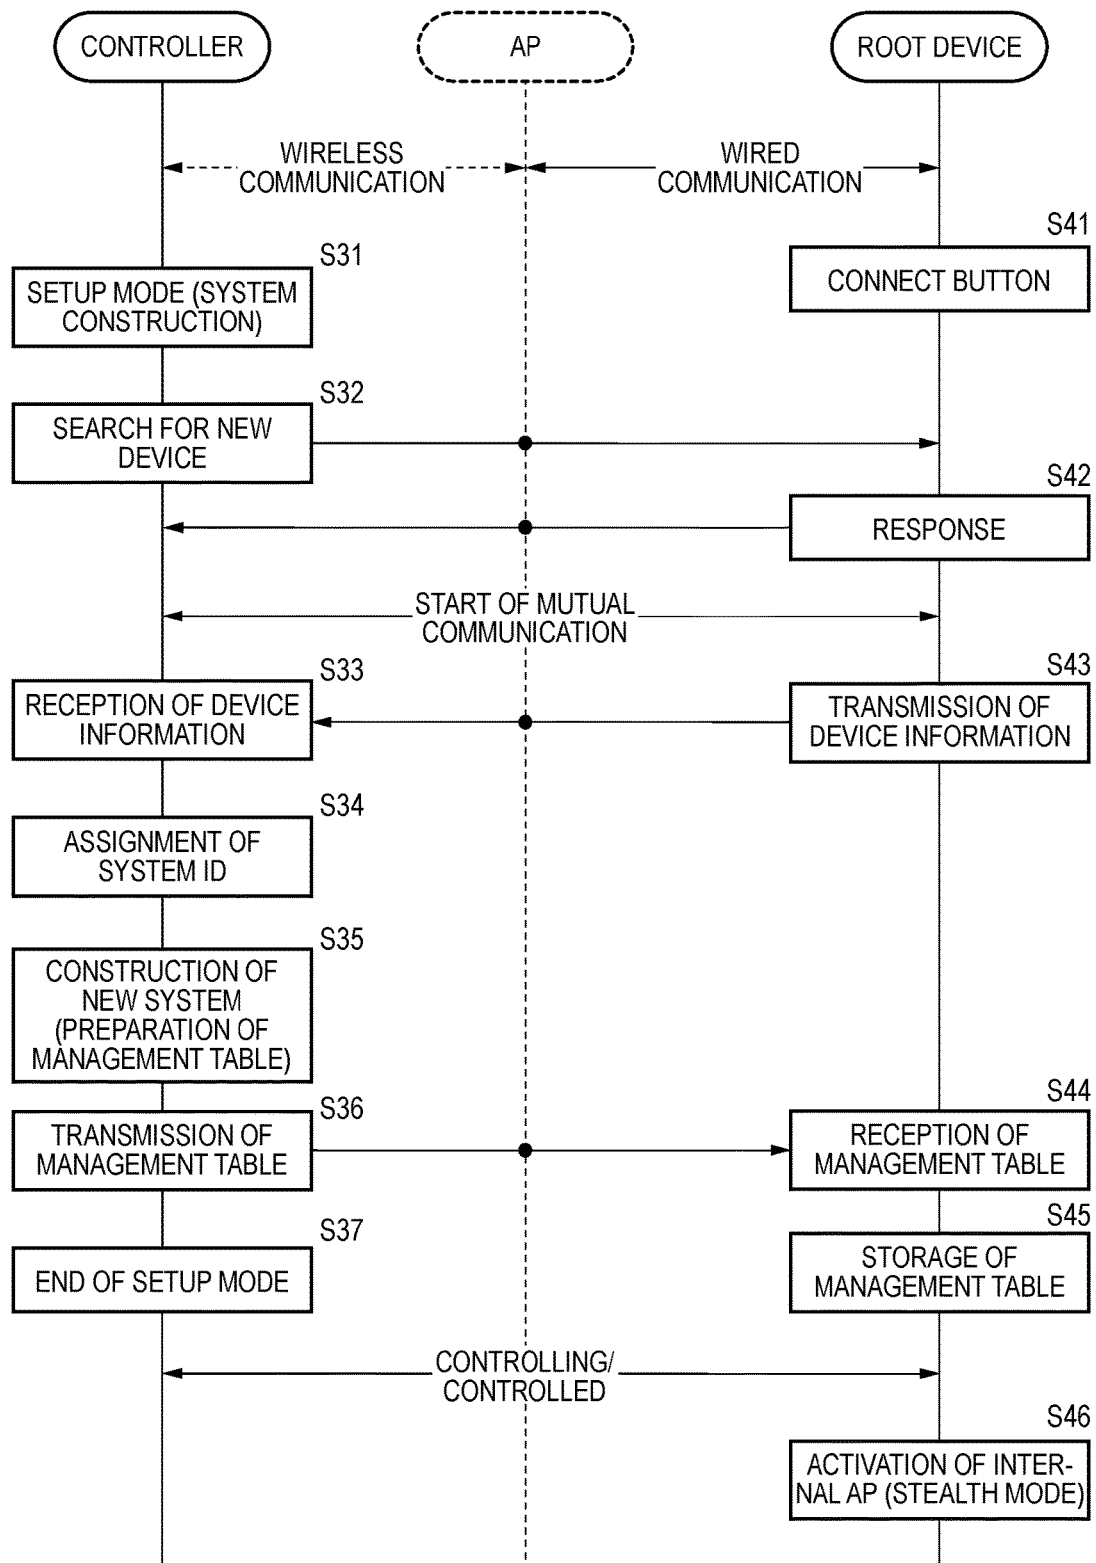 CONTROLLER
AP
ROOT DEVICE
WIRELESS
COMMUNICATION
WIRED
COMMUNICATION
S31
SETUP MODE (SYSTEM
CONSTRUCTION)
S41
CONNECT BUTTON
S32
SEARCH FOR NEW
DEVICE
S42
RESPONSE
START OF MUTUAL
COMMUNICATION
S33
RECEPTION OF DEVICE
INFORMATION
S43
TRANSMISSION OF
DEVICE INFORMATION
S34
ASSIGNMENT OF
SYSTEM ID
S35
CONSTRUCTION OF
NEW SYSTEM
(PREPARATION OF
MANAGEMENT TABLE)
S36
TRANSMISSION OF
MANAGEMENT TABLE
S44
RECEPTION OF
MANAGEMENT TABLE
S37
END OF SETUP MODE
S45
STORAGE OF
MANAGEMENT TABLE
CONTROLLING/
CONTROLLED
S46
ACTIVATION OF INTER-
NAL AP (STEALTH MODE)